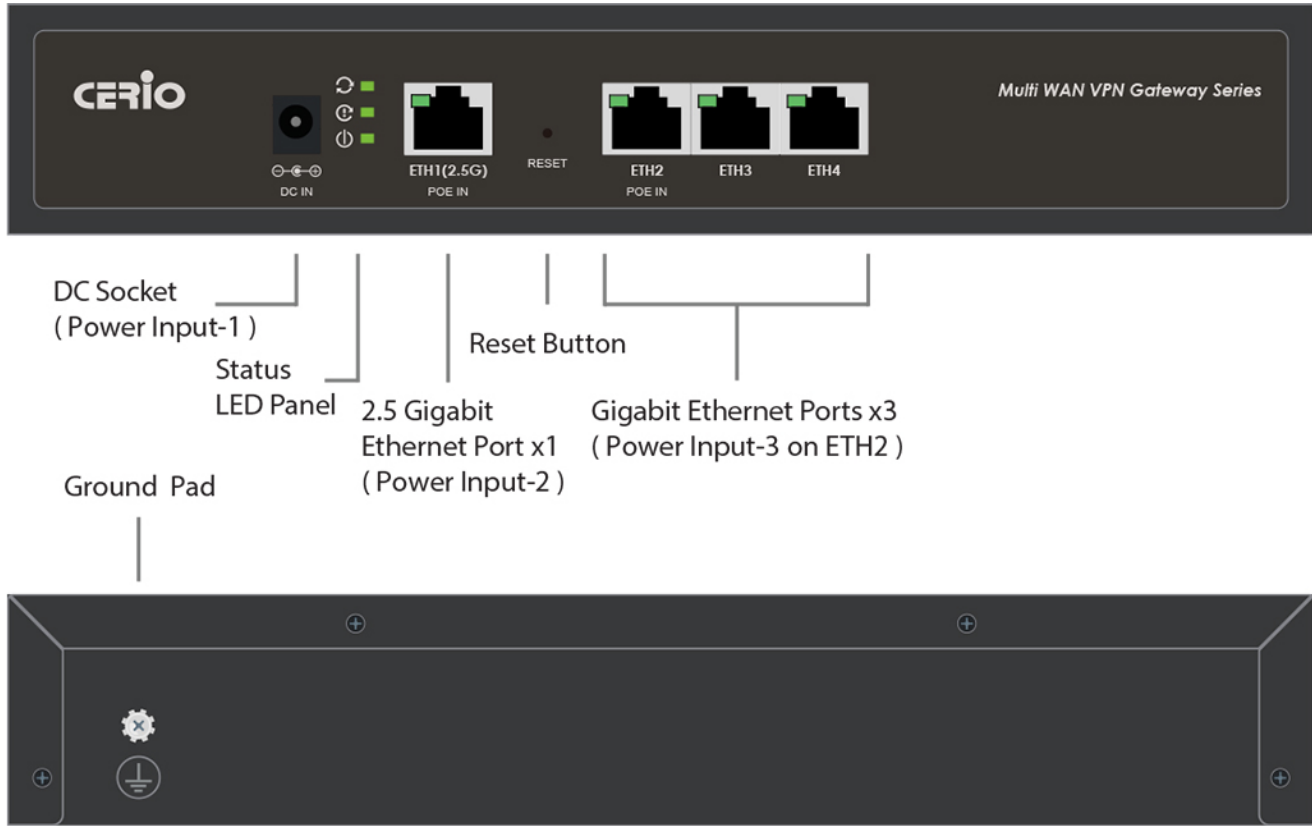 CERIO
Multi WAN VPN Gateway Series
ETH1(2.5G)
RESET
ETH2
ETH3
ETH4
DC IN
POE IN
POE IN
DC Socket
( Power Input-1 )
Status
LED Panel
2.5 Gigabit
Ethernet Port x1
( Power Input-2 )
Reset Button
Gigabit Ethernet Ports x3
( Power Input-3 on ETH2 )
Ground Pad